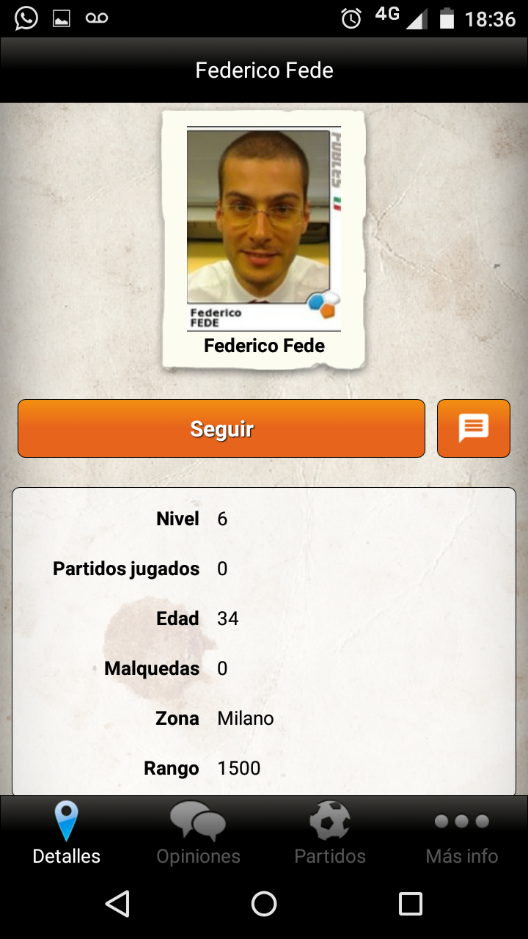 4G 18:36
Federico Fede
FUBLES
Federico
FEDE
Federico Fede
Seguir
Nivel 6
Partidos jugados 0
Edad 34
Malquedas 0
Zona Milano
Rango 1500
Detalles Opiniones Partidos Más info